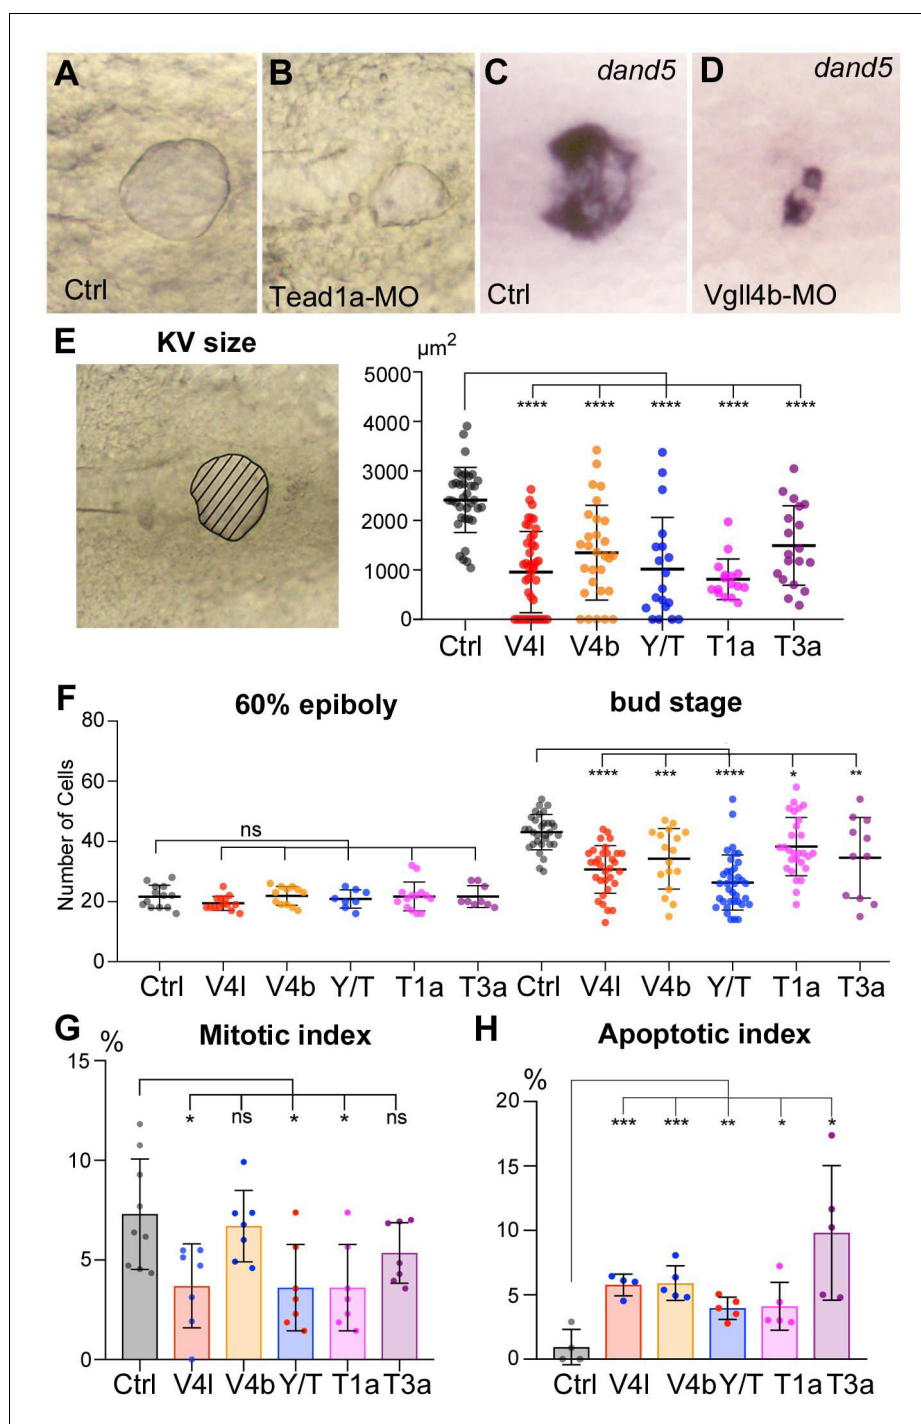 A
B
C
dand5
D
dand5
Ctrl
Tead1a-MO
Ctrl
Vgll4b-MO
E
KV size
µm2
5000
4000
3000
2000
1000
0
****
****
****
****
****
Ctrl
V4l
V4b
Y/T
T1a
T3a
F
60% epiboly
bud stage
Number of Cells
80
60
40
20
0
ns
****
***
****
*
**
Ctrl
V4l
V4b
Y/T
T1a
T3a
Ctrl
V4l
V4b
Y/T
T1a
T3a
G
%
Mitotic index
15
10
5
0
*
ns
*
*
ns
Ctrl
V4l
V4b
Y/T
T1a
T3a
H
%
Apoptotic index
20
15
10
5
0
***
***
**
*
*
Ctrl
V4l
V4b
Y/T
T1a
T3a